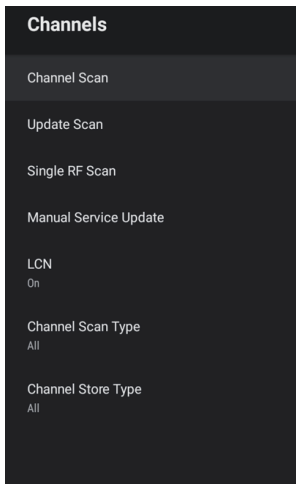 Channels
Channel Scan
Update Scan
Single RF Scan
Manual Service Update
LCN
On
Channel Scan Type
All
Channel Store Type
All